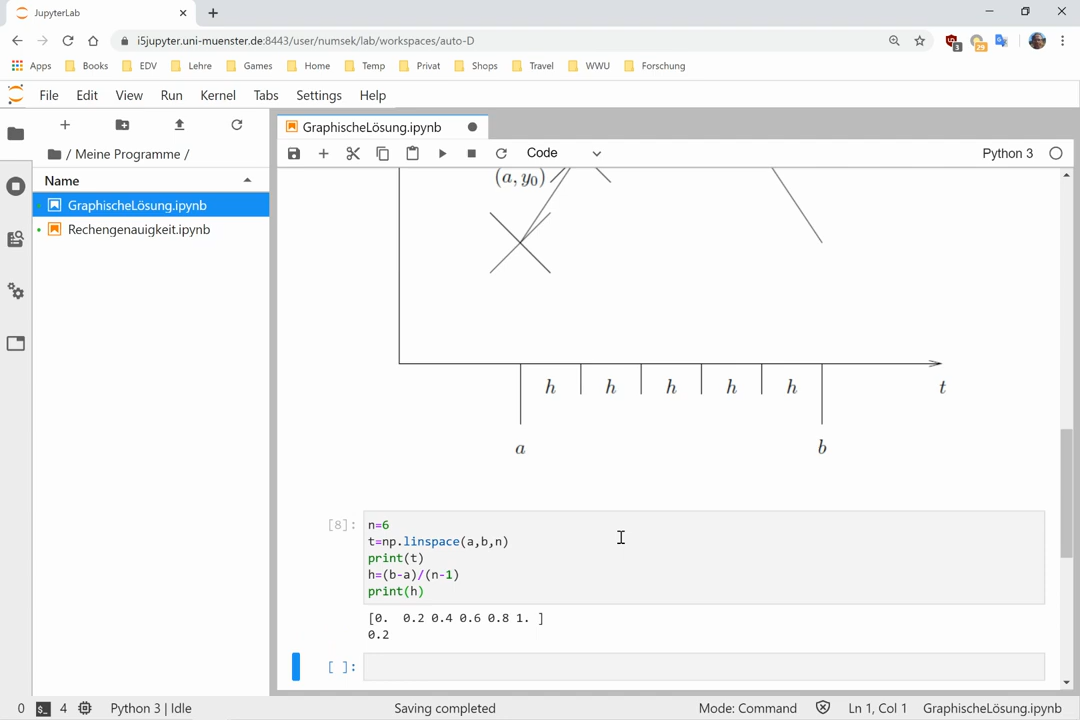 JupyterLab
i5jupyter.uni-muenster.de:8443/user/numsek/lab/workspaces/auto-D
3
29
Apps Books EDV Lehre Games Home Temp Privat Shops Travel WWU Forschung
File Edit View Run Kernel Tabs Settings Help
GraphischeLösung.ipynb
/ Meine Programme /
Code
Python 3
Name
GraphischeLösung.ipynb
Rechengenauigkeit.ipynb
(a, y₀)
h h h h h t
a b
[8]:
n=6
t=np.linspace(a,b,n)
print(t)
h=(b-a)/(n-1)
print(h)
[0. 0.2 0.4 0.6 0.8 1. ]
0.2
[ ]:
0 4 Python 3 | Idle Saving completed Mode: Command Ln 1, Col 1 GraphischeLösung.ipynb